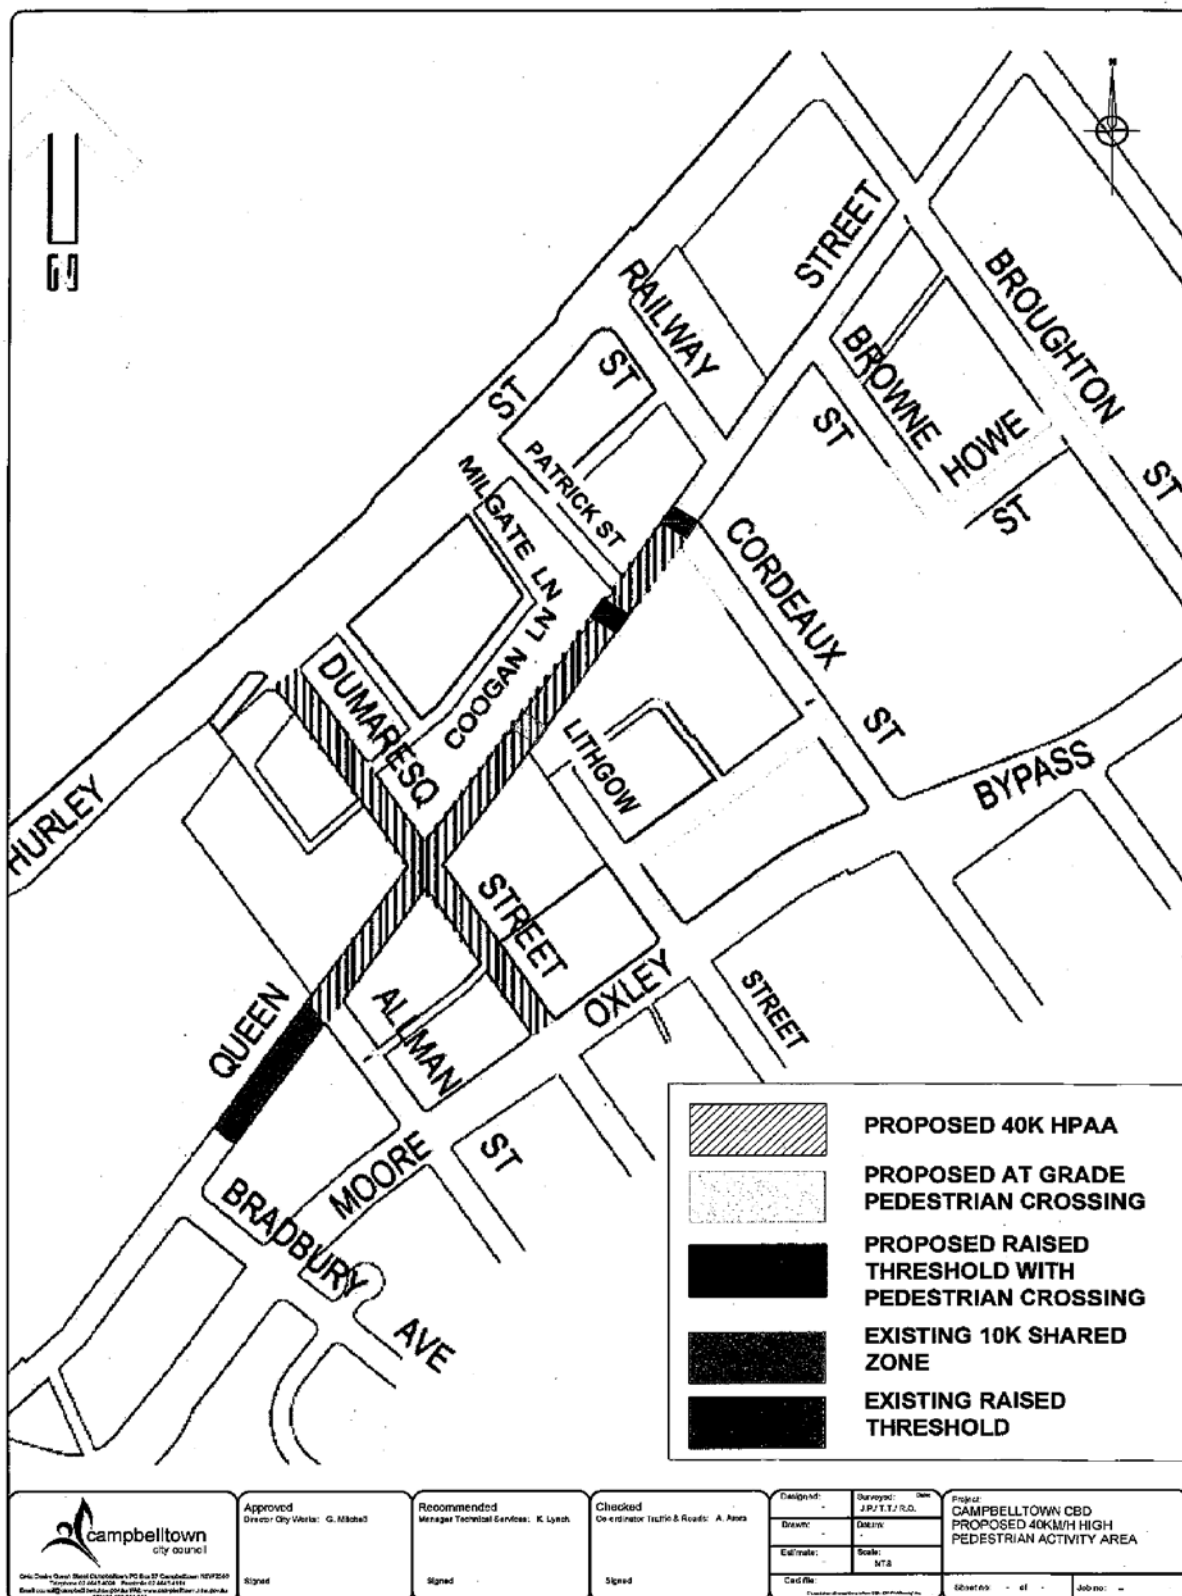 N
N
STREET
RAILWAY
ST
BROUGHTON
ST
BROWNE
ST
HOWE
ST
ST
PATRICK ST
MILGATE LN
COOGAN LN
CORDEAUX
ST
DUMARESQ
STREET
LITHGOW
STREET
HURLEY
BYPASS
QUEEN
ALLMAN
ST
OXLEY
MOORE
BRADBURY
AVE
PROPOSED 40K HPAA
PROPOSED AT GRADE
PEDESTRIAN CROSSING
PROPOSED RAISED
THRESHOLD WITH
PEDESTRIAN CROSSING
EXISTING 10K SHARED
ZONE
EXISTING RAISED
THRESHOLD
campbelltown
city council
Approved
Director City Works: G. Mitchell
Signed
Recommended
Manager Technical Services: K. Lynch
Signed
Checked
Co-ordinator Traffic & Roads: A. Arora
Signed
Designed: -
Drawn: -
Estimate: -
Cad file:
Surveyed: Date
J.P./T.T./R.D.
Datum: -
Scale:
NTS
Project:
CAMPBELLTOWN CBD
PROPOSED 40KM/H HIGH
PEDESTRIAN ACTIVITY AREA
Sheet no: - of -
Job no: -